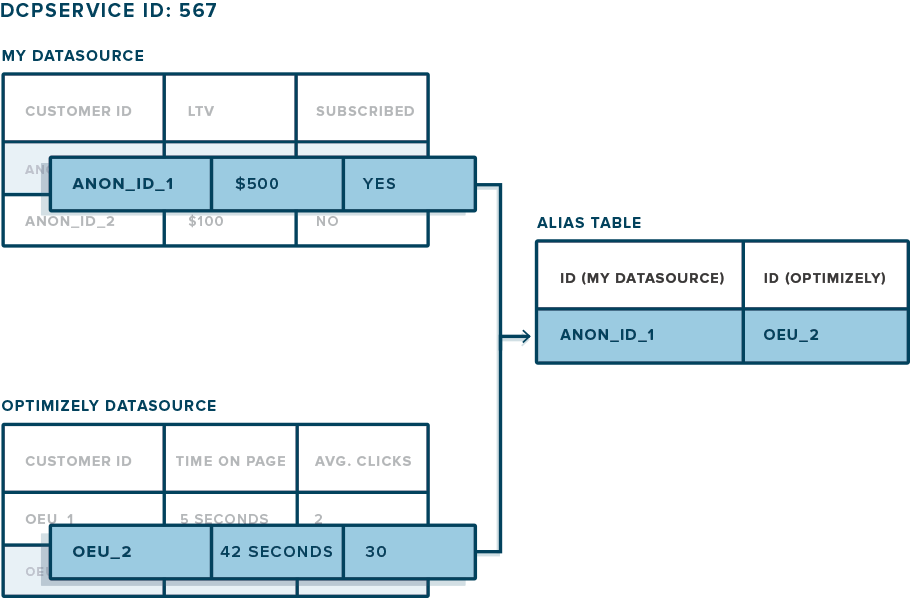 DCPSERVICE ID: 567
MY DATASOURCE
CUSTOMER ID LTV SUBSCRIBED
ANON_ID_1 $500 YES
ANON_ID_2 $100 NO
ALIAS TABLE
ID (MY DATASOURCE) ID (OPTIMIZELY)
ANON_ID_1 OEU_2
OPTIMIZELY DATASOURCE
CUSTOMER ID TIME ON PAGE AVG. CLICKS
OEU_1 5 SECONDS 2
OEU_2 42 SECONDS 30